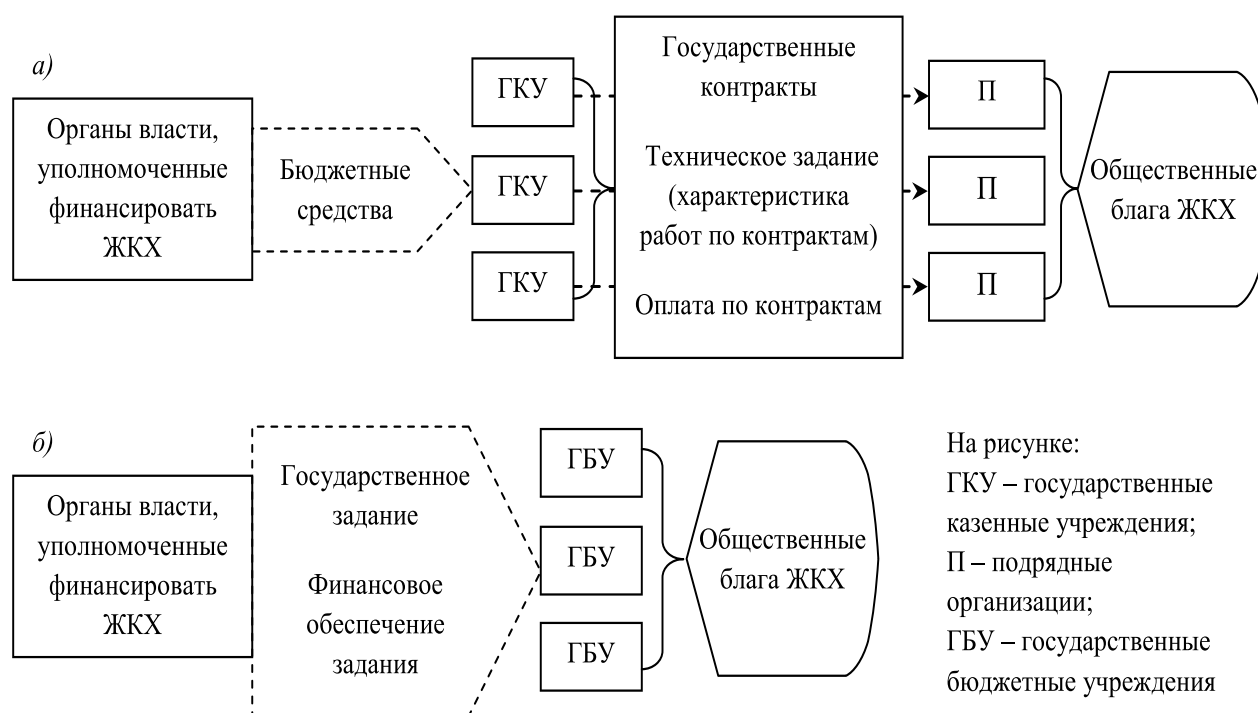 а)
Органы власти,
уполномоченные
финансировать
ЖКХ
Бюджетные
средства
ГКУ
ГКУ
ГКУ
Государственные
контракты
Техническое задание
(характеристика
работ по контрактам)
Оплата по контрактам
П
П
П
Общественные
блага ЖКХ
б)
Органы власти,
уполномоченные
финансировать
ЖКХ
Государственное
задание
Финансовое
обеспечение
задания
ГБУ
ГБУ
ГБУ
Общественные
блага ЖКХ
На рисунке:
ГКУ – государственные
казенные учреждения;
П – подрядные
организации;
ГБУ – государственные
бюджетные учреждения